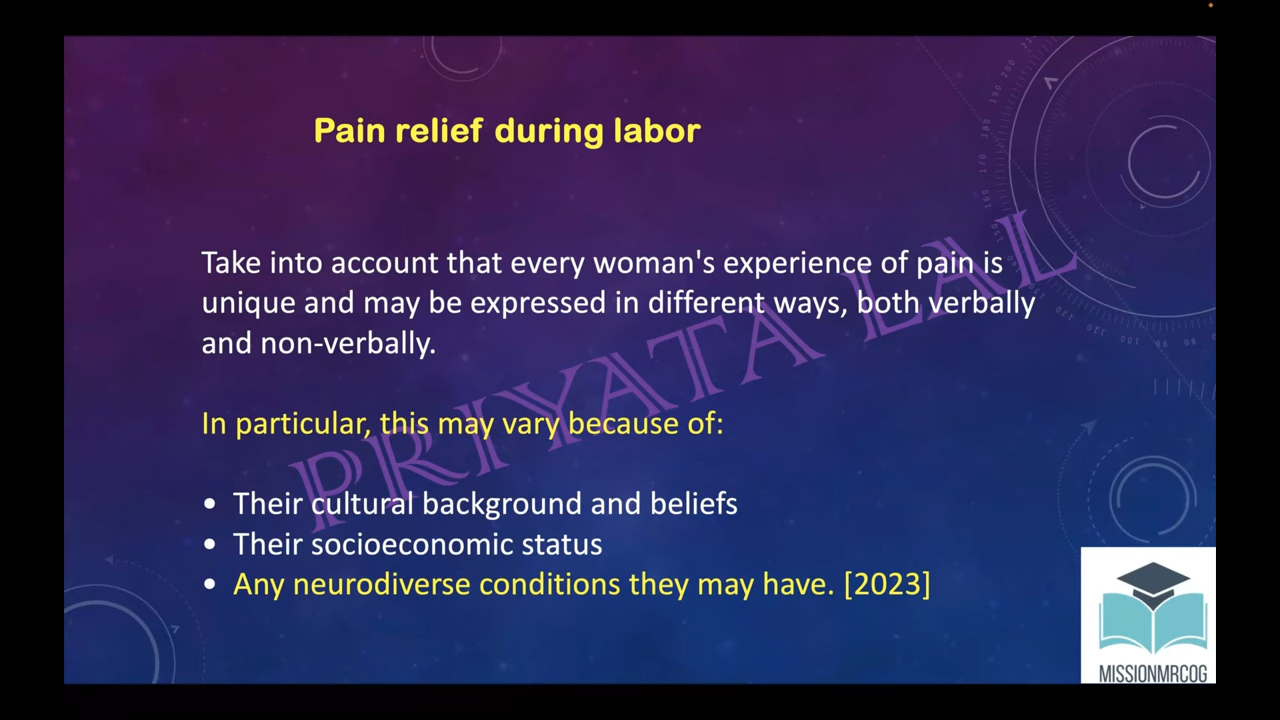 Pain relief during labor
Take into account that every woman's experience of pain is
unique and may be expressed in different ways, both verbally
and non-verbally.
In particular, this may vary because of:
• Their cultural background and beliefs
• Their socioeconomic status
• Any neurodiverse conditions they may have. [2023]
PRIYATA LAL
MISSIONMRCOG